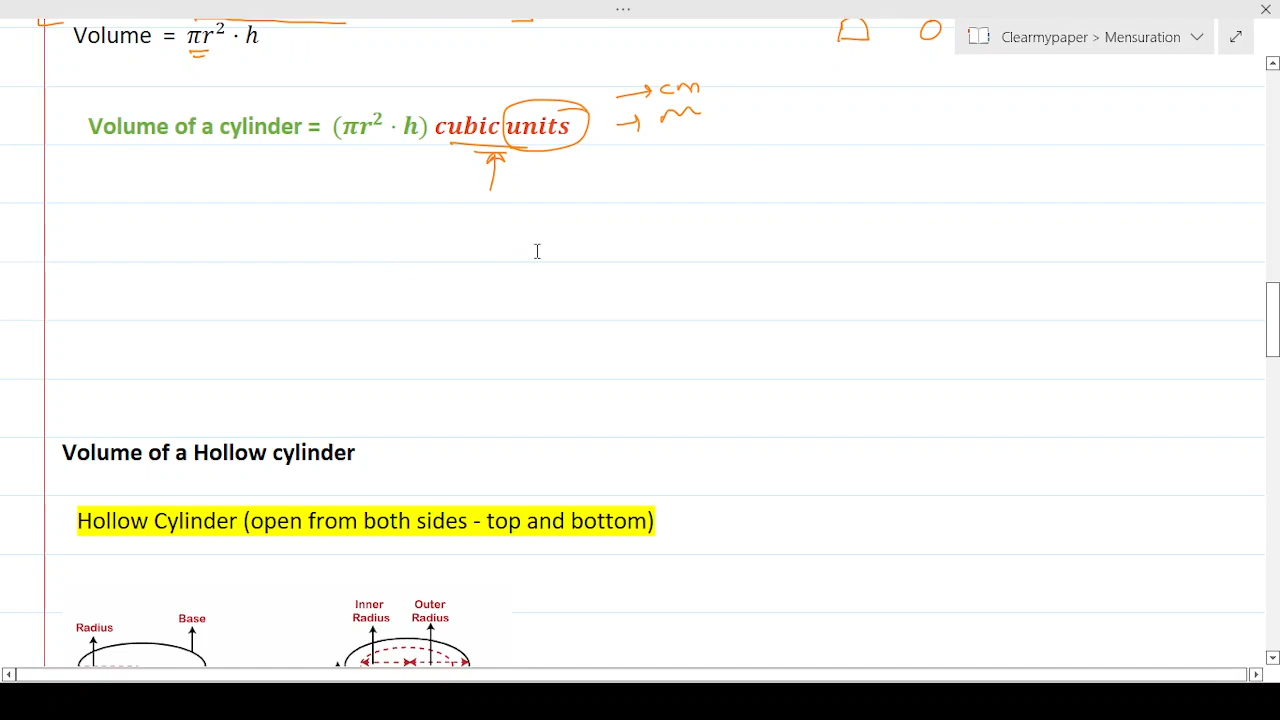 Volume = πr² · h
Clearmypaper > Mensuration
→ cm
→ m
Volume of a cylinder = (πr² · h) cubic units
Volume of a Hollow cylinder
Hollow Cylinder (open from both sides - top and bottom)
Radius
Base
Inner Radius
Outer Radius